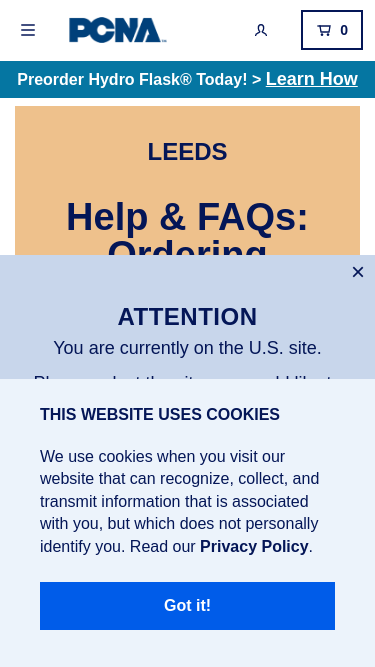 PCNA
0
Preorder Hydro Flask® Today! > Learn How
LEEDS
Help & FAQs:
Ordering
×
ATTENTION
You are currently on the U.S. site.
THIS WEBSITE USES COOKIES
We use cookies when you visit our
website that can recognize, collect, and
transmit information that is associated
with you, but which does not personally
identify you. Read our Privacy Policy.
Got it!